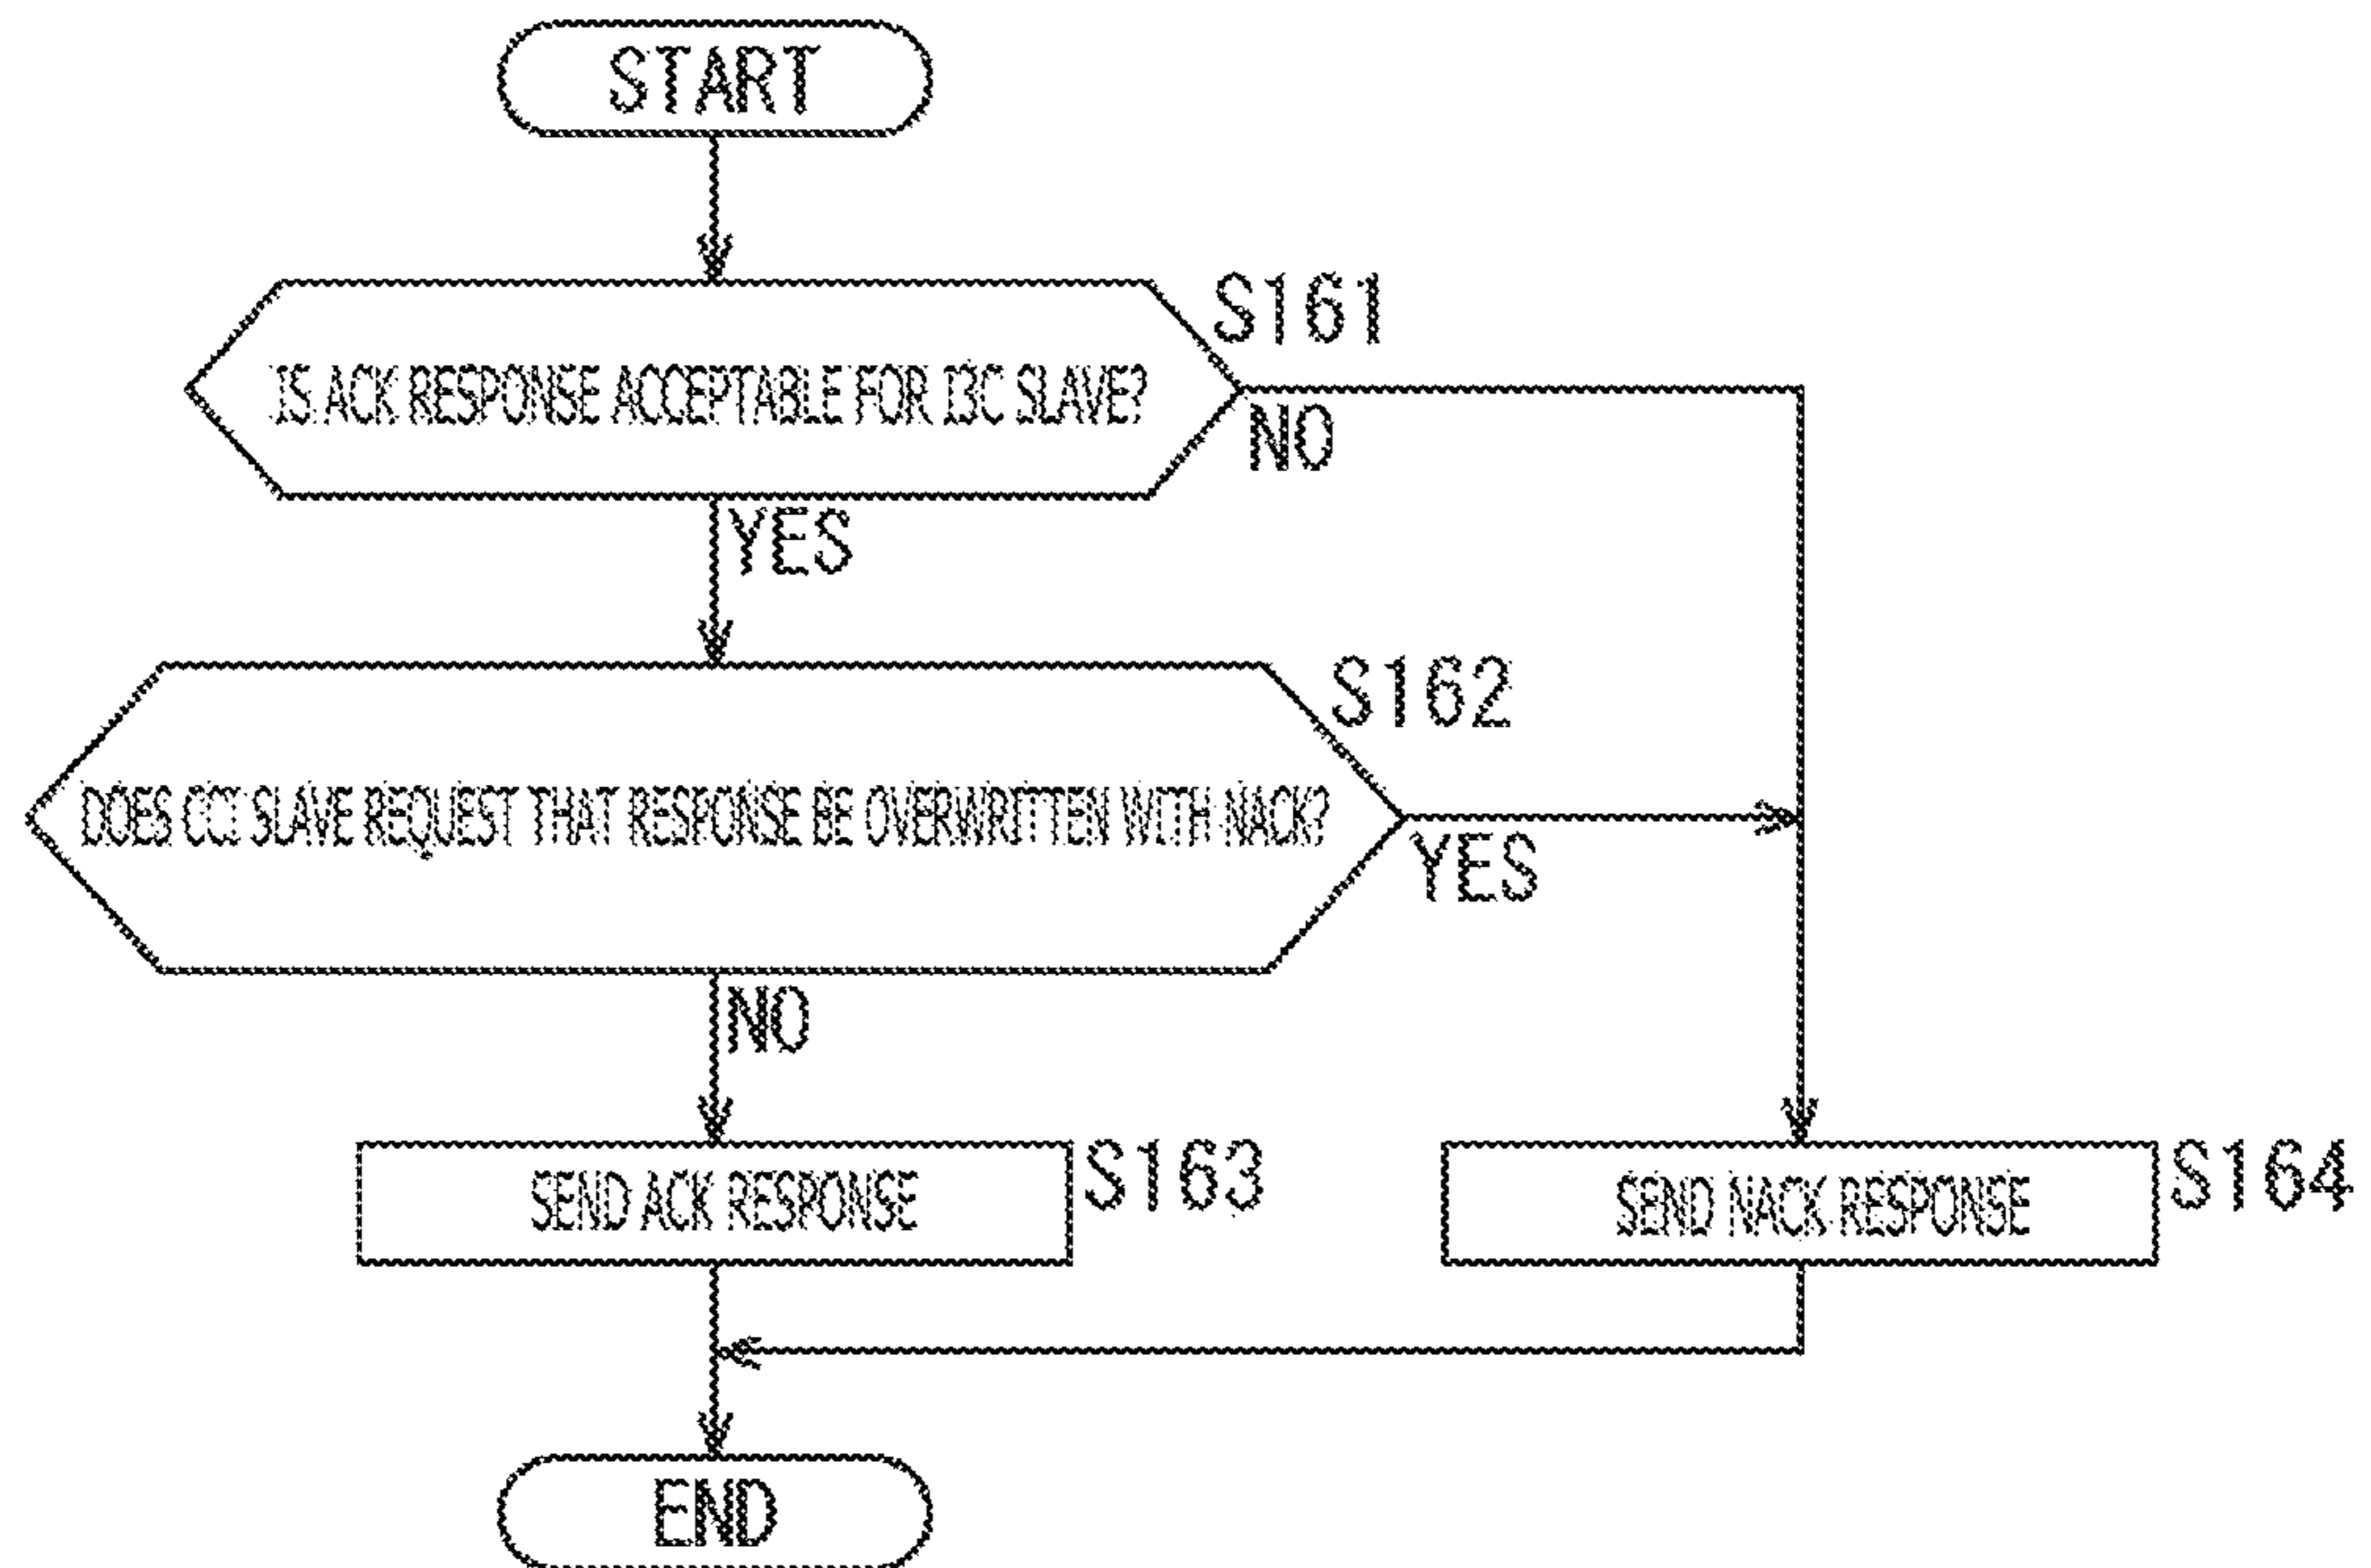 START
S161
IS ACK RESPONSE ACCEPTABLE FOR I3C SLAVE?
NO
YES
S162
DOES CCI SLAVE REQUEST THAT RESPONSE BE OVERWRITTEN WITH NACK?
YES
NO
SEND ACK RESPONSE
S163
SEND NACK RESPONSE
S164
END